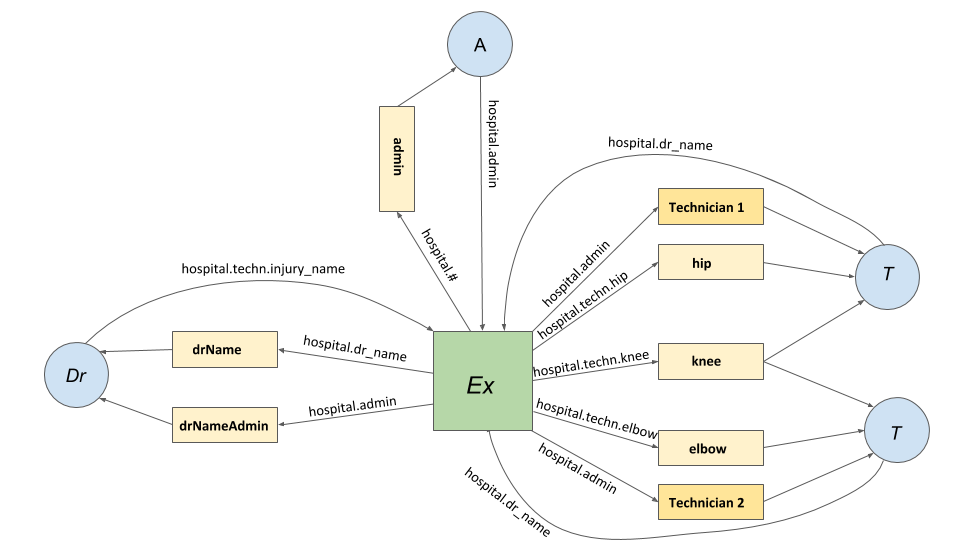 A
admin
hospital.admin
hospital.#
hospital.dr_name
Technician 1
hospital.admin
hip
hospital.techn.hip
T
hospital.techn.injury_name
Dr
drName
hospital.dr_name
drNameAdmin
hospital.admin
Ex
hospital.techn.knee
knee
hospital.techn.elbow
elbow
T
hospital.admin
Technician 2
hospital.dr_name